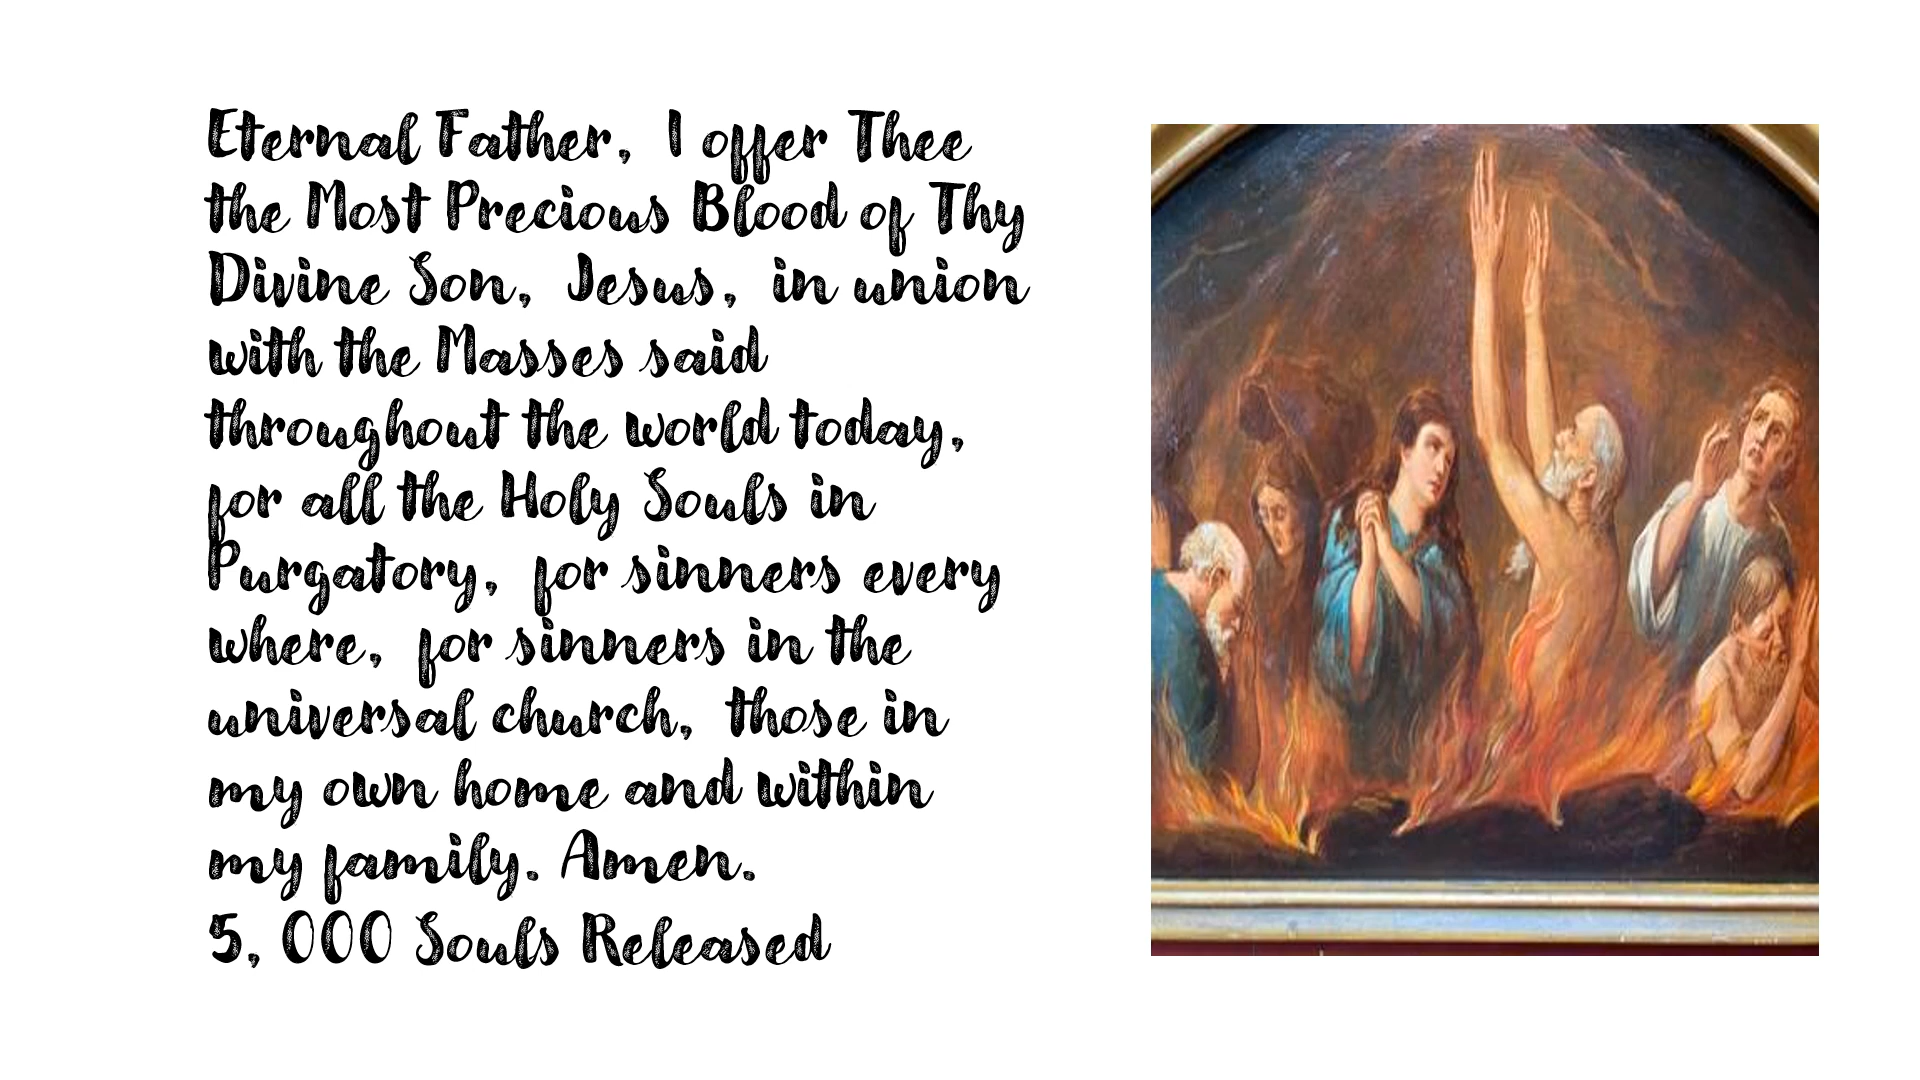 Eternal Father, I offer Thee
the Most Precious Blood of Thy
Divine Son, Jesus, in union
with the Masses said
throughout the world today,
for all the Holy Souls in
Purgatory, for sinners every
where, for sinners in the
universal church, those in
my own home and within
my family. Amen.
5, 000 Souls Released